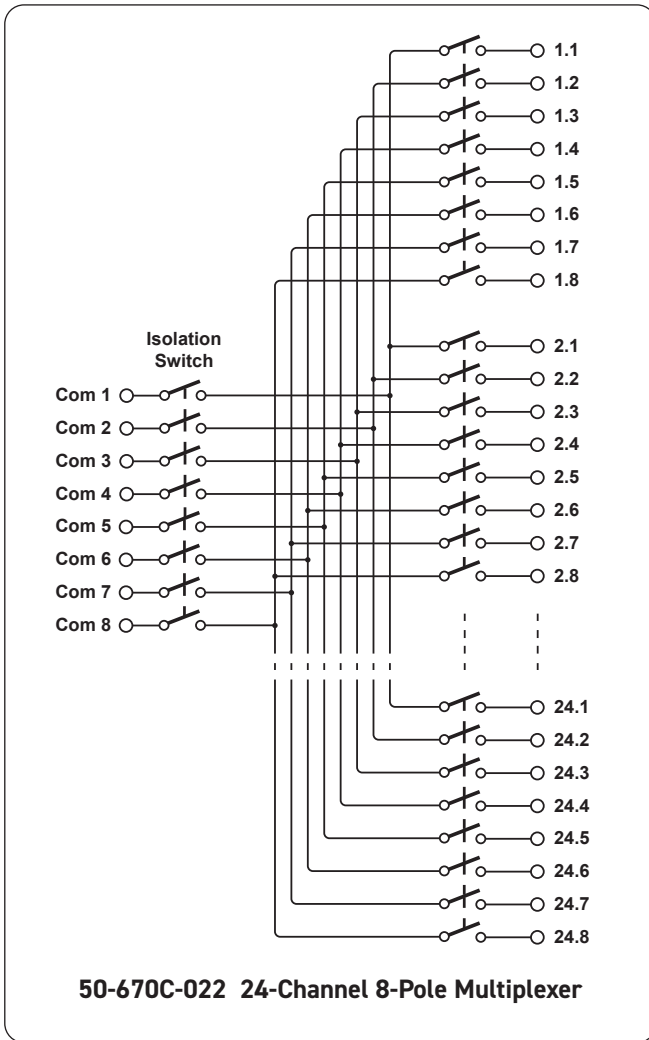 1.1
1.2
1.3
1.4
1.5
1.6
1.7
1.8
Isolation
Switch
2.1
2.2
2.3
2.4
2.5
2.6
2.7
2.8
Com 1
Com 2
Com 3
Com 4
Com 5
Com 6
Com 7
Com 8
24.1
24.2
24.3
24.4
24.5
24.6
24.7
24.8
50-670C-022 24-Channel 8-Pole Multiplexer